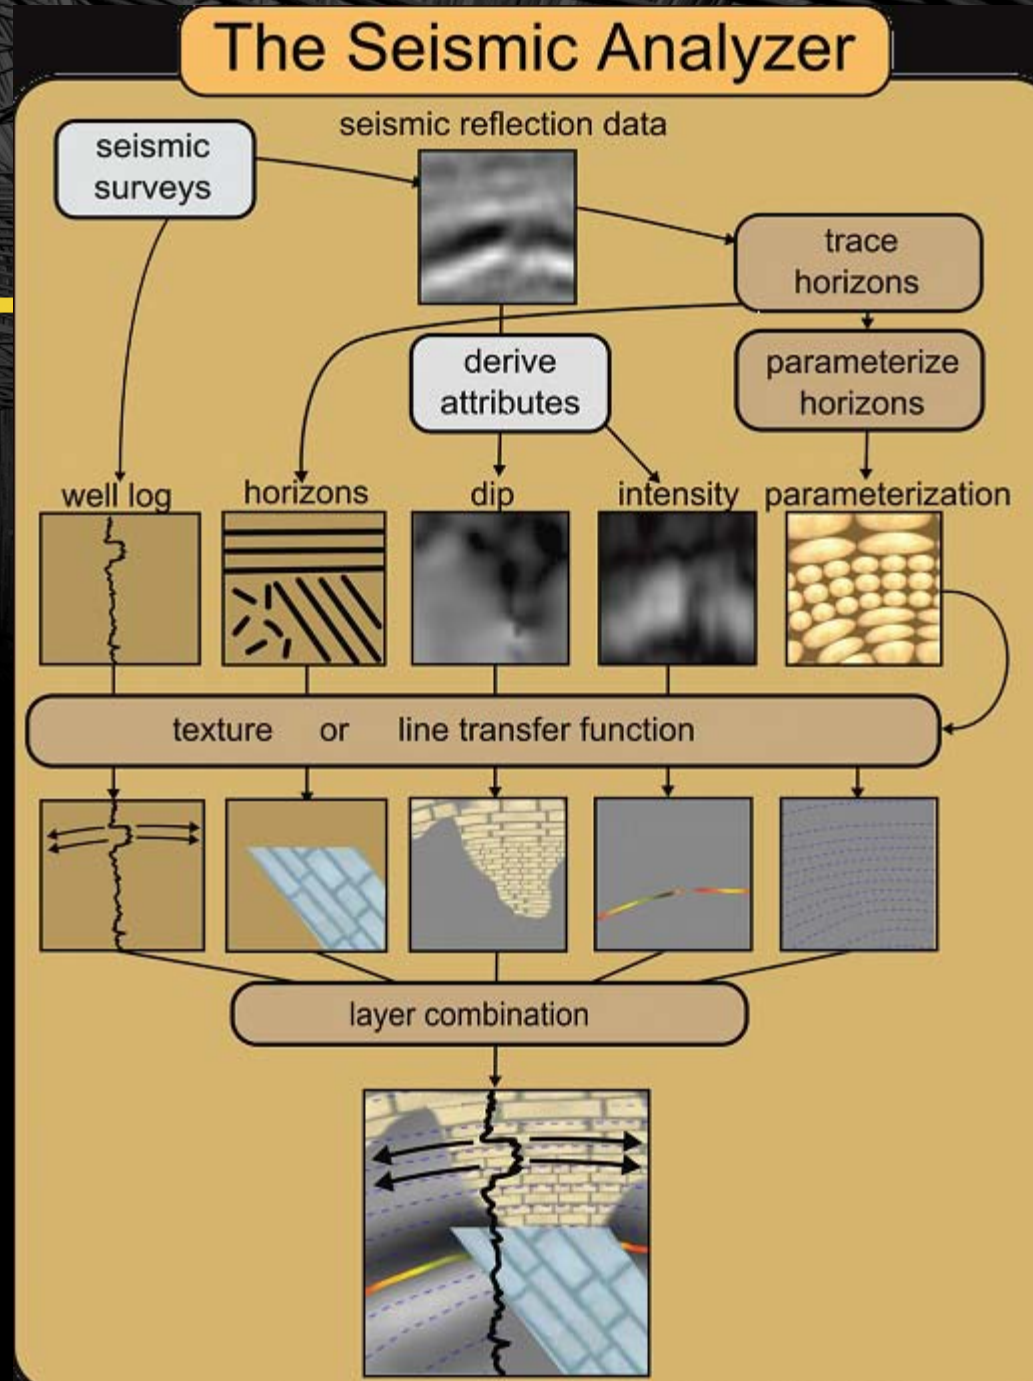 The Seismic Analyzer
seismic reflection data
seismic
surveys
trace
horizons
derive
attributes
parameterize
horizons
well log
horizons
dip
intensity
parameterization
texture or line transfer function
layer combination